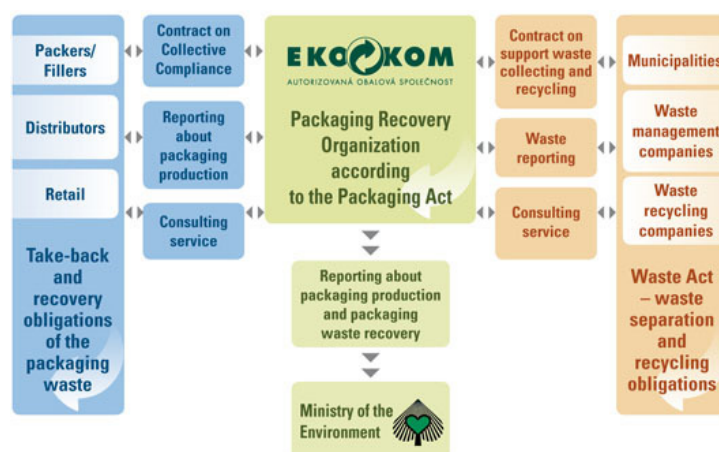 Packers/
Fillers
Distributors
Retail
Take-back
and
recovery
obligations
of the
packaging
waste
Contract on
Collective
Compliance
Reporting
about
packaging
production
Consulting
service
EKO KOM
AUTORIZOVANÁ OBALOVÁ SPOLEČNOST
Packaging Recovery
Organization
according
to the Packaging Act
Reporting about
packaging production
and packaging
waste recovery
Ministry of the
Environment
Contract on
support waste
collecting and
recycling
Waste
reporting
Consulting
service
Municipalities
Waste
management
companies
Waste
recycling
companies
Waste Act
– waste
separation
and
recycling
obligations